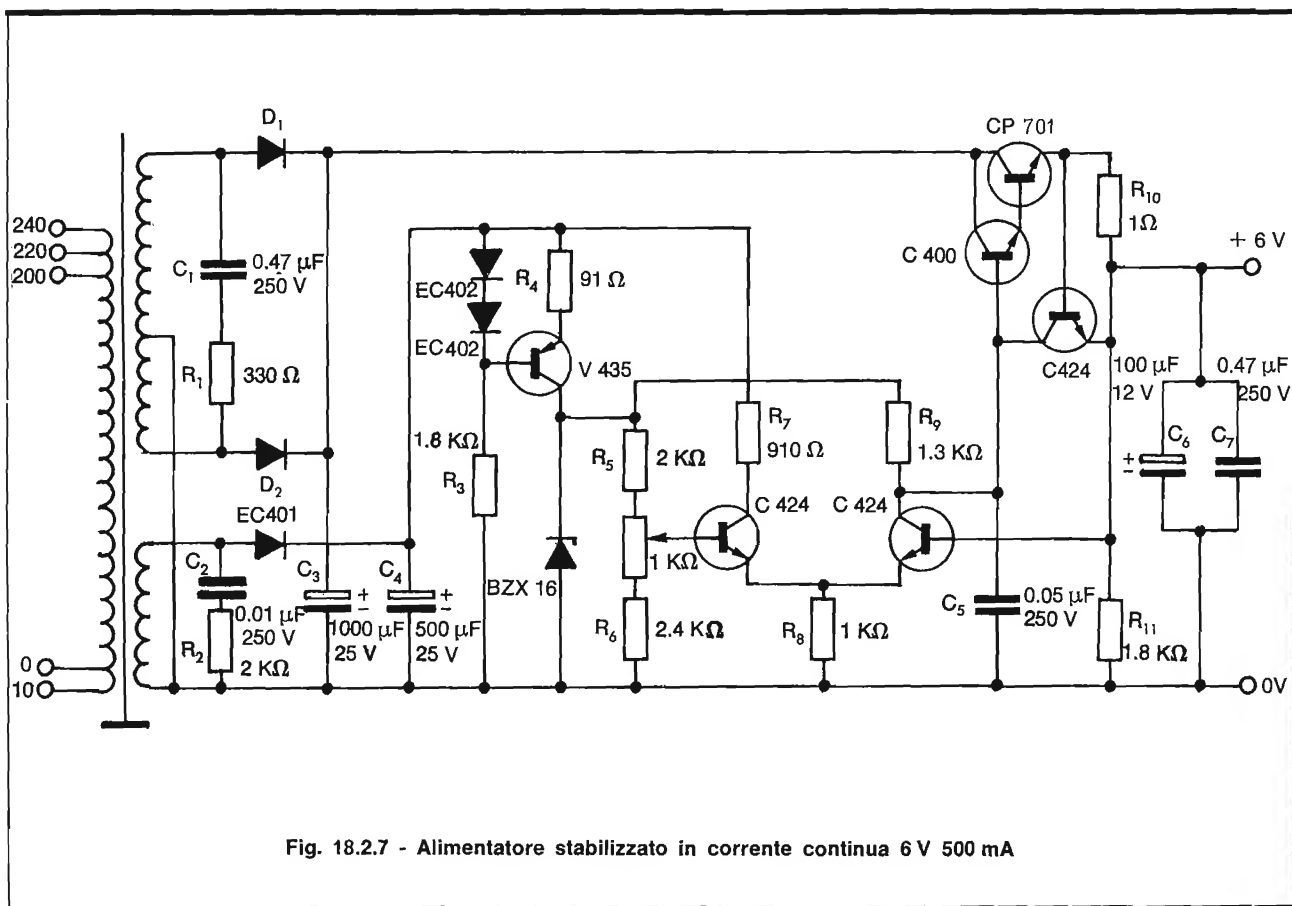 D1
CP 701
R10
1Ω
240
220
200
C1
0.47 µF
250 V
EC402
R4
91 Ω
C 400
+ 6 V
EC402
V 435
R1
330 Ω
C424
100 µF
12 V
0.47 µF
250 V
1.8 KΩ
R3
R5
2 KΩ
R7
910 Ω
R9
1.3 KΩ
C6
C7
+
−
D2
EC401
C 424
C 424
1 KΩ
C2
0.01 µF
250 V
C3
+
−
1000 µF
25 V
C4
+
−
500 µF
25 V
BZX 16
R2
2 KΩ
R6
2.4 KΩ
R8
1 KΩ
C5
0.05 µF
250 V
R11
1.8 KΩ
0
10
0V
Fig. 18.2.7 - Alimentatore stabilizzato in corrente continua 6 V 500 mA